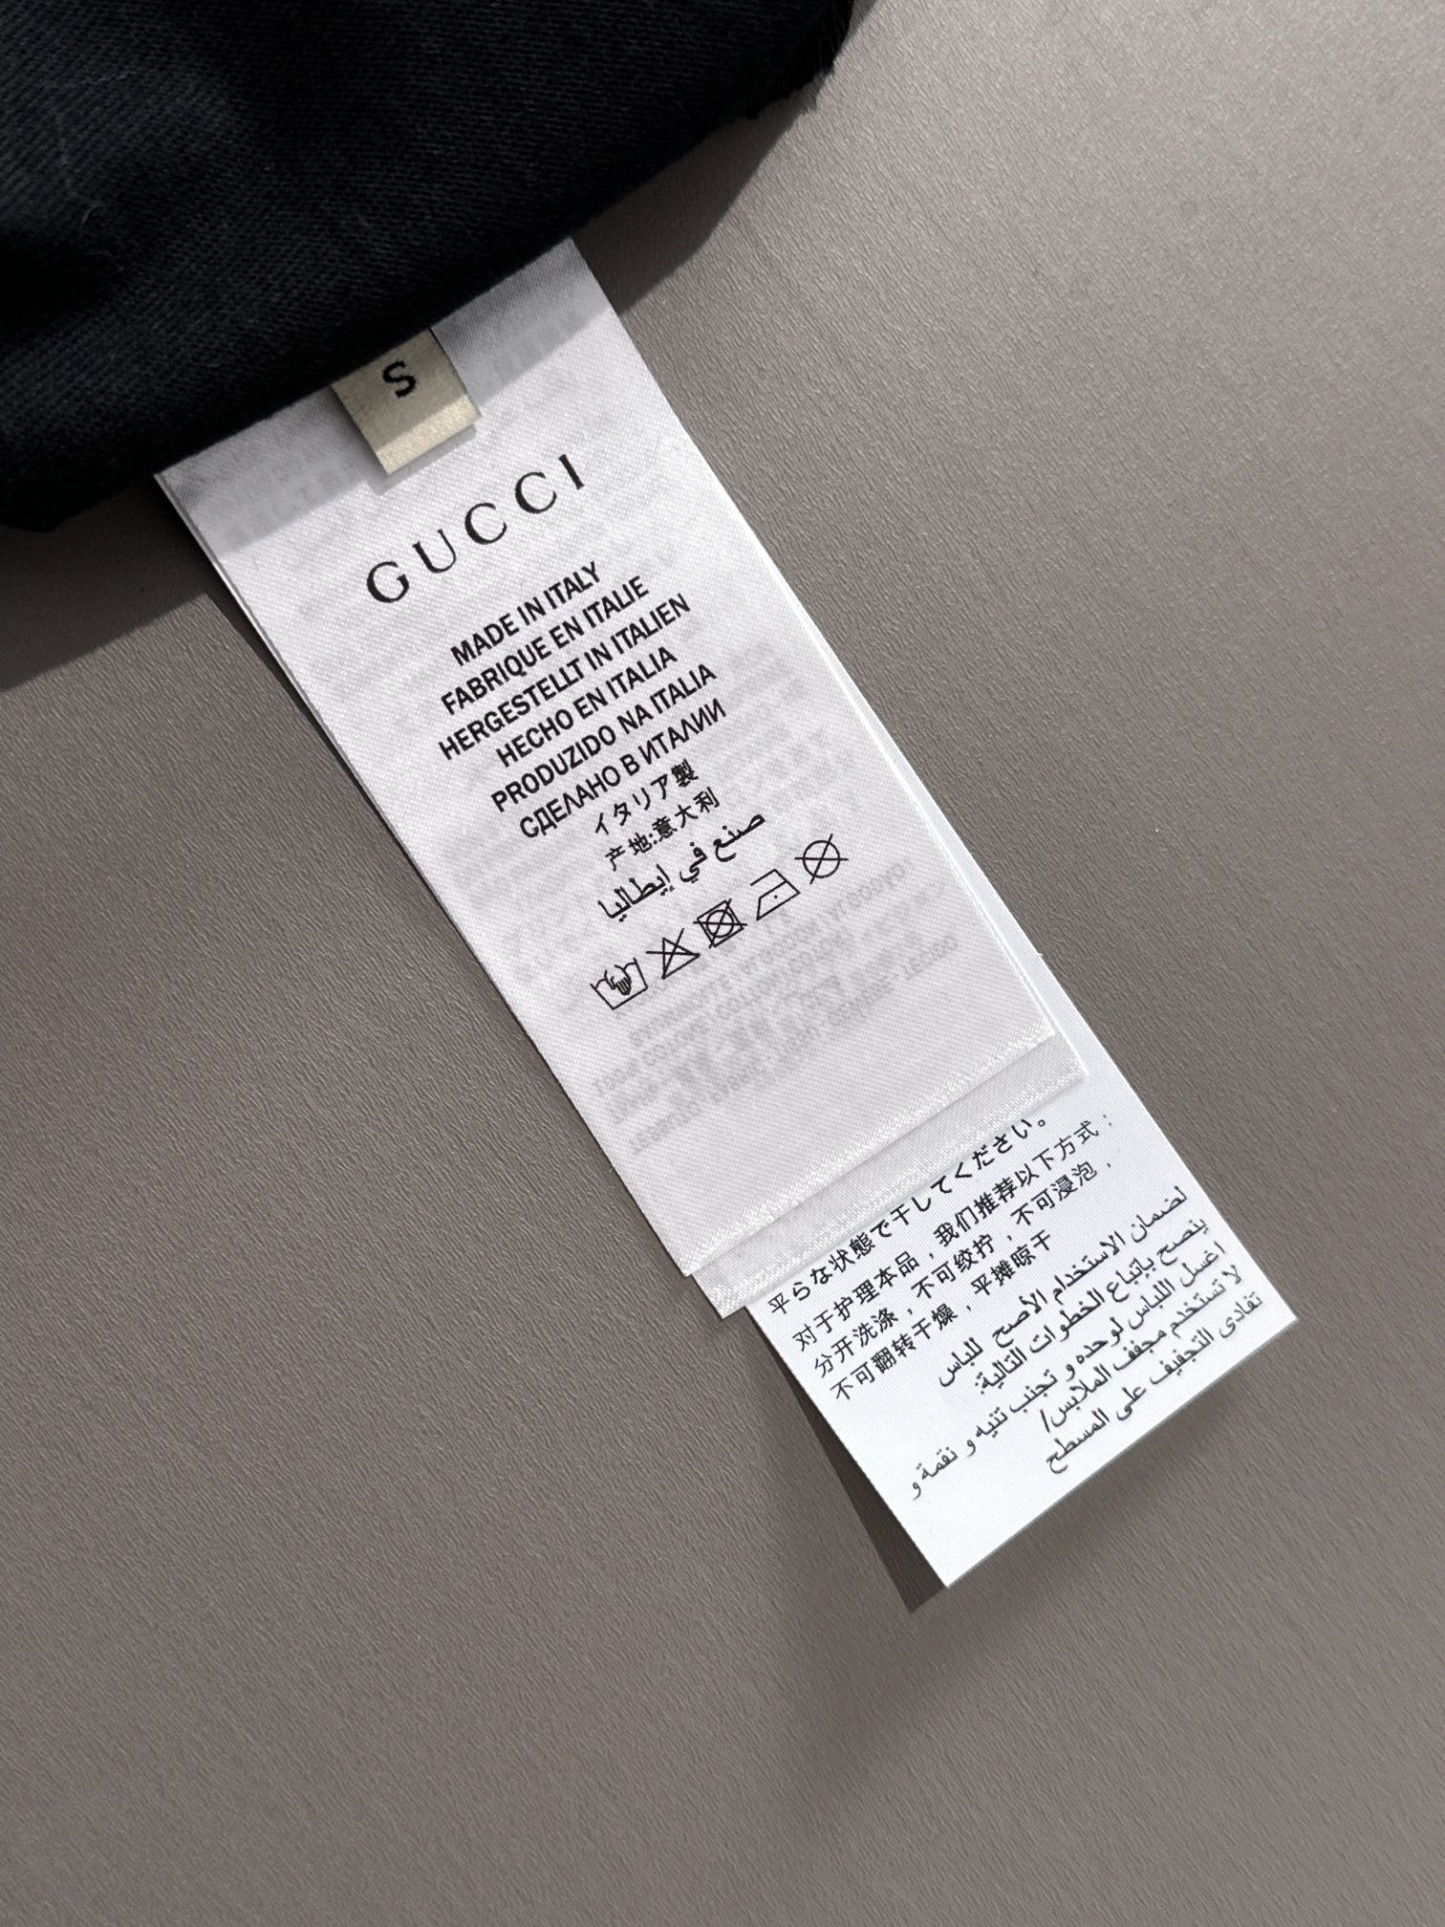 S
GUCCI
MADE IN ITALY
FABRIQUE EN ITALIE
HERGESTELLT IN ITALIEN
HECHO EN ITALIA
PRODUZIDO NA ITALIA
СДЕЛАНО В ИТАЛИИ
イタリア製
产地:意大利
صنع في إيطاليا
平らな状態で干してください。
对于护理本品，我们推荐以下方式：
分开洗涤，不可绞拧，不可浸泡，
不可翻转干燥，平摊晾干
لضمان الاستخدام الأصح للباس
ينصح بإتباع الخطوات التالية:
اغسل اللباس لوحده و تجنب تنيه و نقمة و
لا تستخدم مجفف الملابس/
تفادى التجفيف على المسطح